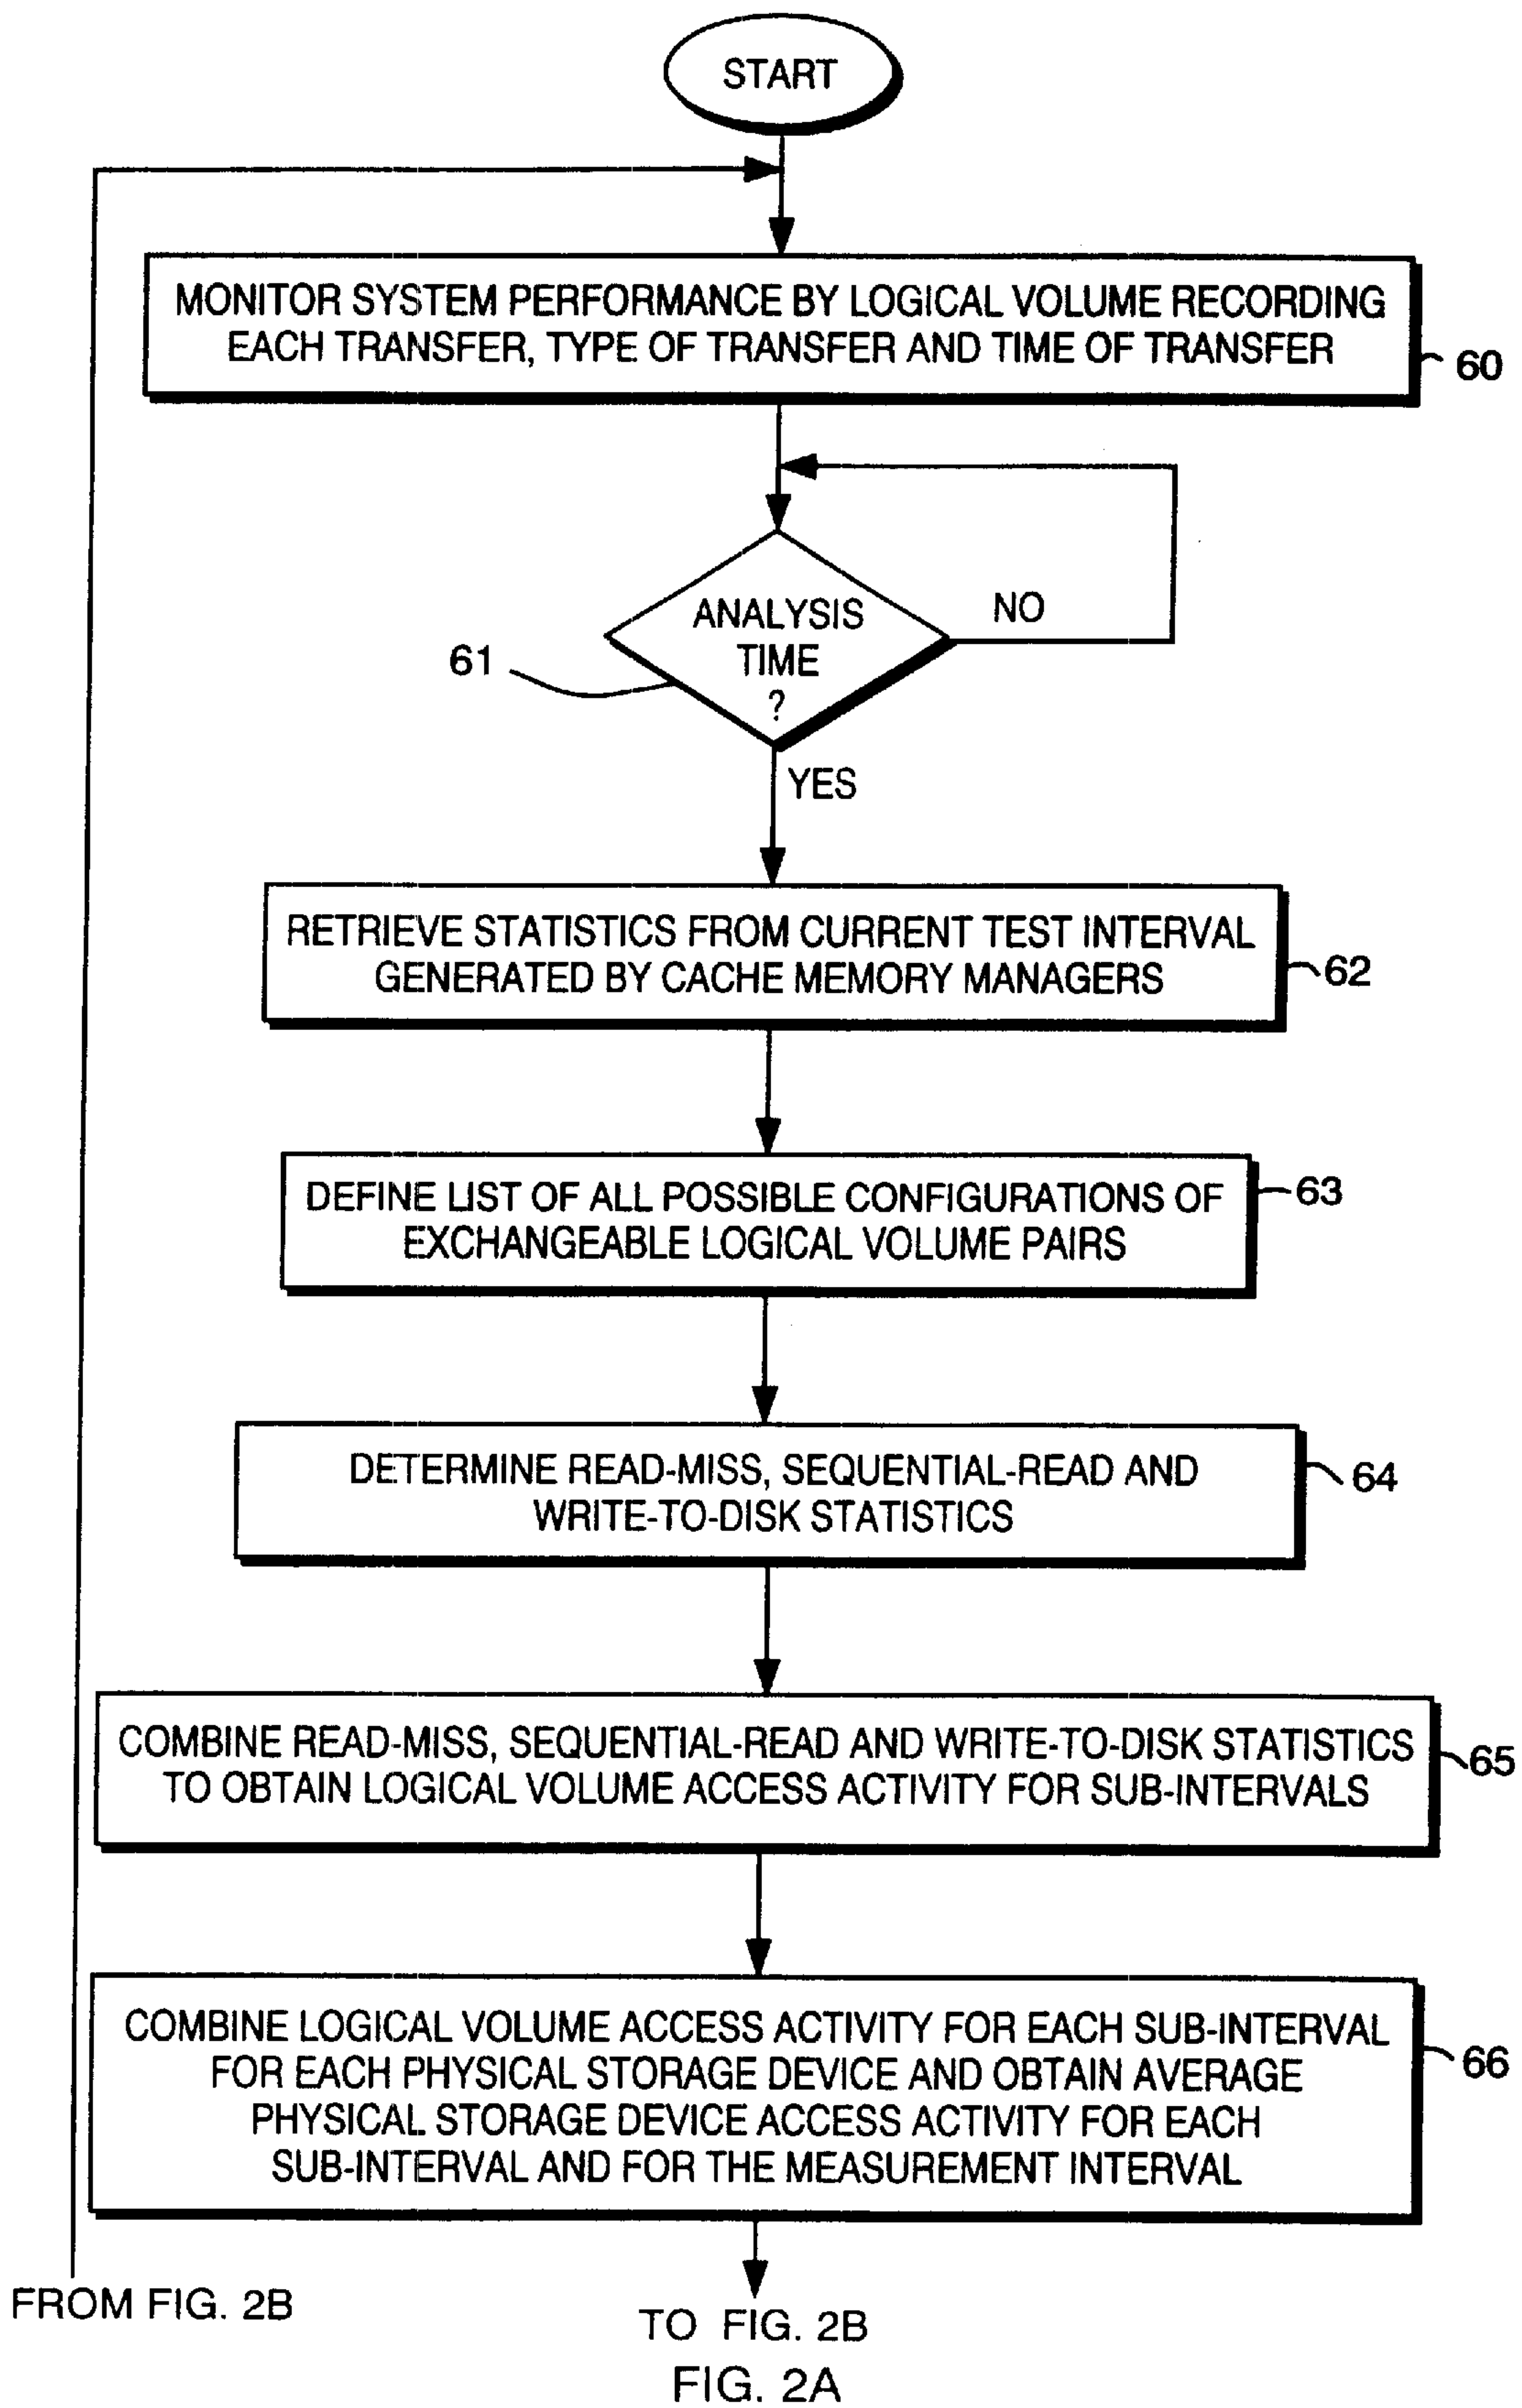 START
MONITOR SYSTEM PERFORMANCE BY LOGICAL VOLUME RECORDING
EACH TRANSFER, TYPE OF TRANSFER AND TIME OF TRANSFER
60
ANALYSIS
TIME
?
NO
61
YES
RETRIEVE STATISTICS FROM CURRENT TEST INTERVAL
GENERATED BY CACHE MEMORY MANAGERS
62
DEFINE LIST OF ALL POSSIBLE CONFIGURATIONS OF
EXCHANGEABLE LOGICAL VOLUME PAIRS
63
DETERMINE READ-MISS, SEQUENTIAL-READ AND
WRITE-TO-DISK STATISTICS
64
COMBINE READ-MISS, SEQUENTIAL-READ AND WRITE-TO-DISK STATISTICS
TO OBTAIN LOGICAL VOLUME ACCESS ACTIVITY FOR SUB-INTERVALS
65
COMBINE LOGICAL VOLUME ACCESS ACTIVITY FOR EACH SUB-INTERVAL
FOR EACH PHYSICAL STORAGE DEVICE AND OBTAIN AVERAGE
PHYSICAL STORAGE DEVICE ACCESS ACTIVITY FOR EACH
SUB-INTERVAL AND FOR THE MEASUREMENT INTERVAL
66
FROM FIG. 2B
TO FIG. 2B
FIG. 2A